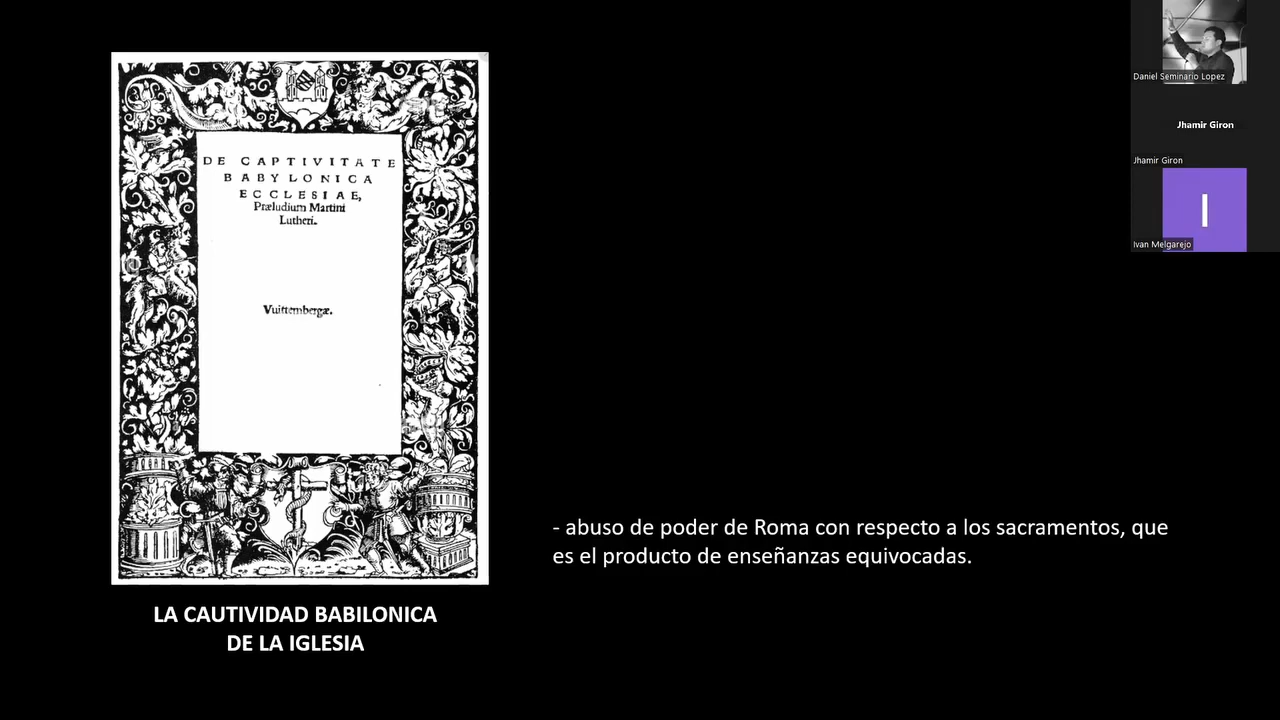 DE CAPTIVITATE
BABYLONICA
ECCLESIAE,
Præludium Martini
Lutheri.
Vuittembergæ.
LA CAUTIVIDAD BABILONICA
DE LA IGLESIA
- abuso de poder de Roma con respecto a los sacramentos, que
es el producto de enseñanzas equivocadas.
Daniel Seminario Lopez
Jhamir Giron
Jhamir Giron
I
Ivan Melgarejo